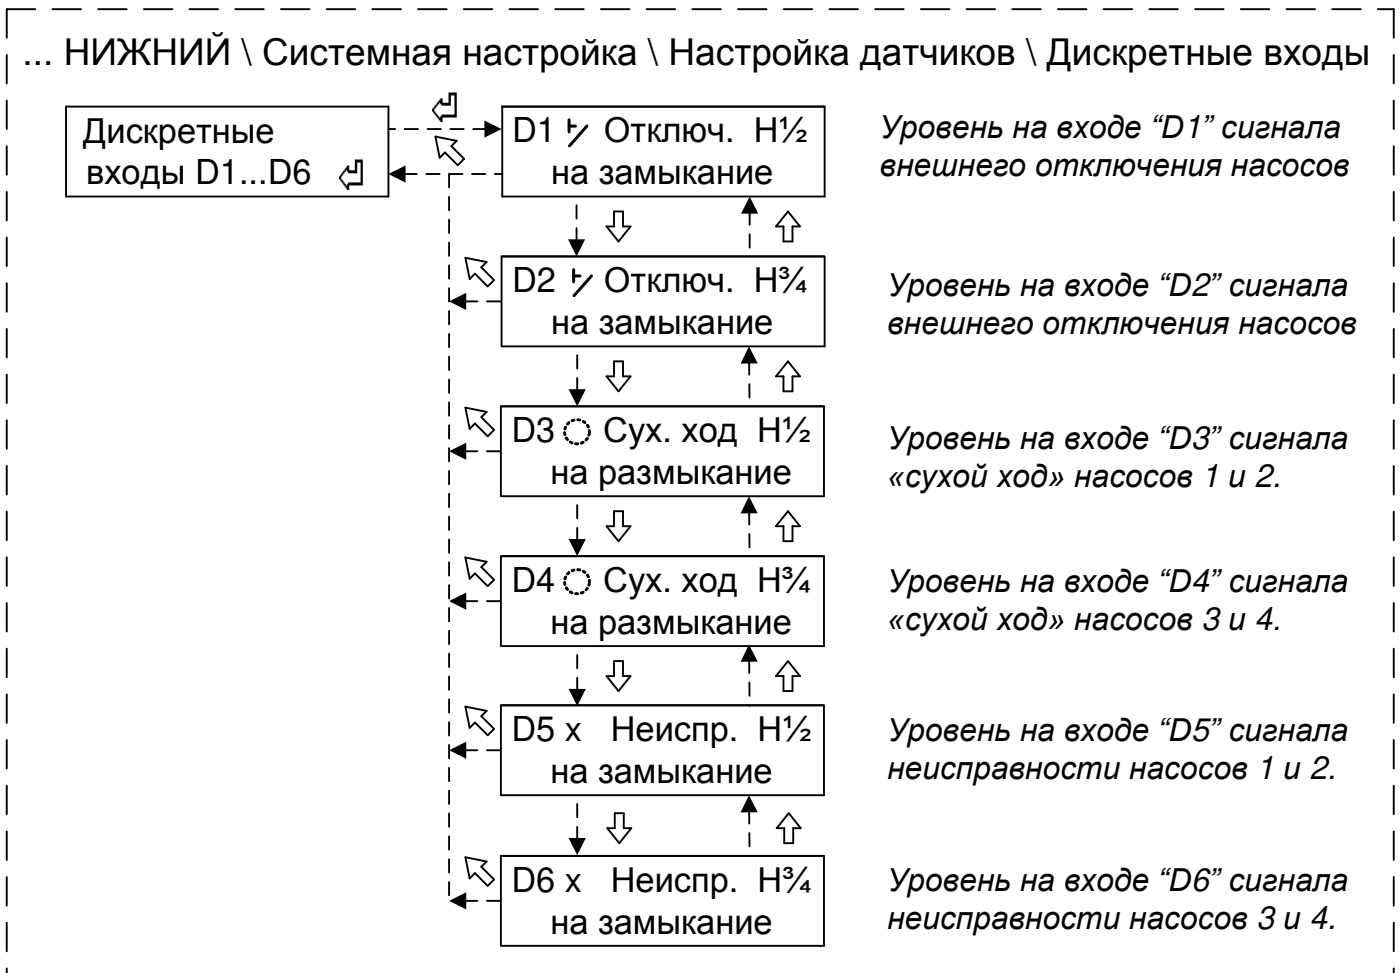 ... НИЖНИЙ \ Системная настройка \ Настройка датчиков \ Дискретные входы
Дискретные
входы D1...D6
D1 Отключ. Н½
на замыкание
Уровень на входе “D1” сигнала
внешнего отключения насосов
D2 Отключ. Н¾
на замыкание
Уровень на входе “D2” сигнала
внешнего отключения насосов
D3 Сух. ход Н½
на размыкание
Уровень на входе “D3” сигнала
«сухой ход» насосов 1 и 2.
D4 Сух. ход Н¾
на размыкание
Уровень на входе “D4” сигнала
«сухой ход» насосов 3 и 4.
D5 x Неиспр. Н½
на замыкание
Уровень на входе “D5” сигнала
неисправности насосов 1 и 2.
D6 x Неиспр. Н¾
на замыкание
Уровень на входе “D6” сигнала
неисправности насосов 3 и 4.